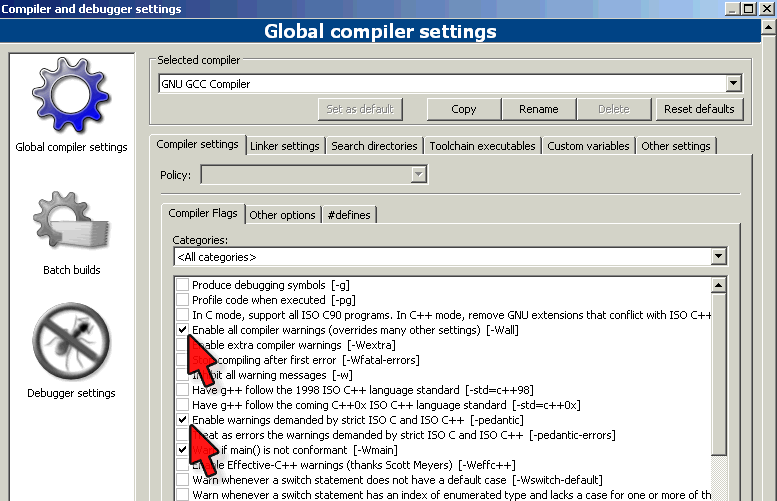 Compiler and debugger settings
Global compiler settings
Selected compiler
GNU GCC Compiler
Set as default
Copy
Rename
Delete
Reset defaults
Global compiler settings
Batch builds
Debugger settings
Compiler settings
Linker settings
Search directories
Toolchain executables
Custom variables
Other settings
Policy:
Compiler Flags
Other options
#defines
Categories:
<All categories>
Produce debugging symbols [-g]
Profile code when executed [-pg]
In C mode, support all ISO C90 programs. In C++ mode, remove GNU extensions that conflict with ISO C++
Enable all compiler warnings (overrides many other settings) [-Wall]
Enable extra compiler warnings [-Wextra]
compiling after first error [-Wfatal-errors]
all warning messages [-w]
Have g++ follow the 1998 ISO C++ language standard [-std=c++98]
Have g++ follow the coming C++0x ISO C++ language standard [-std=c++0x]
Enable warnings demanded by strict ISO C and ISO C++ [-pedantic]
Treat as errors the warnings demanded by strict ISO C and ISO C++ [-pedantic-errors]
if main() is not conformant [-Wmain]
Enable Effective-C++ warnings (thanks Scott Meyers) [-Weffc++]
Warn whenever a switch statement does not have a default case [-Wswitch-default]
Warn whenever a switch statement has an index of enumerated type and lacks a case for one or more of th